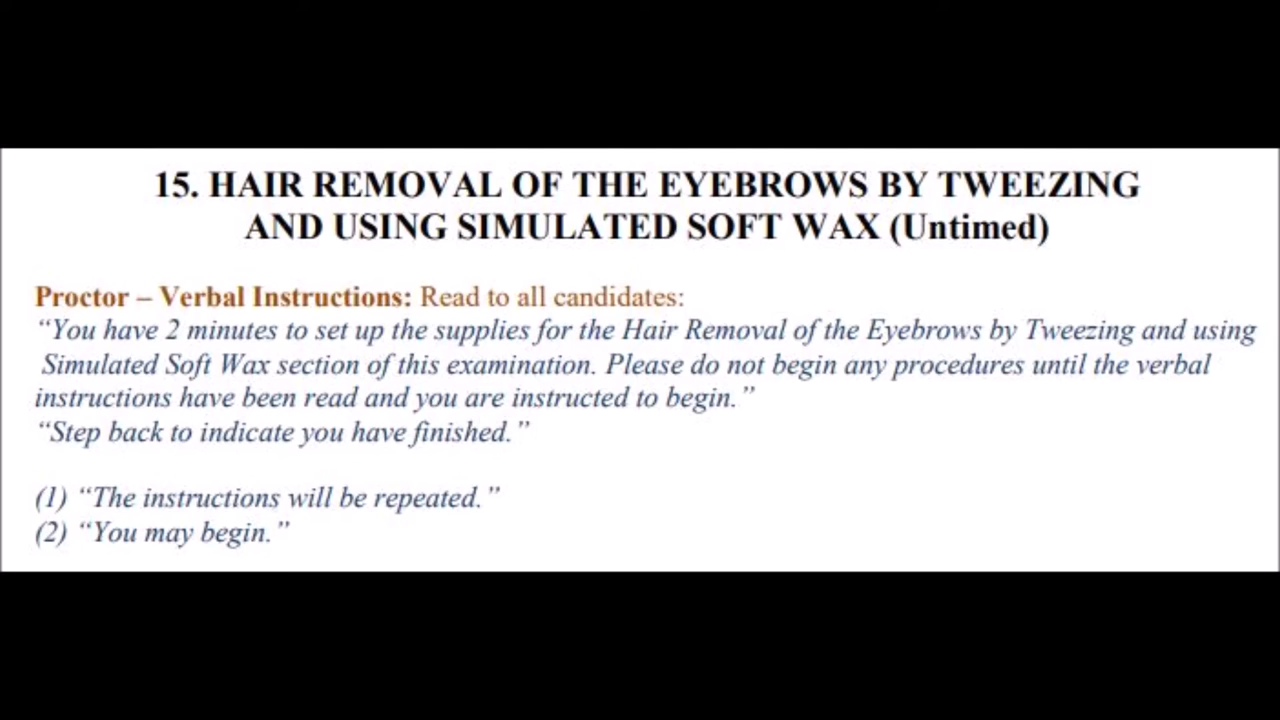 15. HAIR REMOVAL OF THE EYEBROWS BY TWEEZING
AND USING SIMULATED SOFT WAX (Untimed)
Proctor – Verbal Instructions: Read to all candidates:
“You have 2 minutes to set up the supplies for the Hair Removal of the Eyebrows by Tweezing and using
Simulated Soft Wax section of this examination. Please do not begin any procedures until the verbal
instructions have been read and you are instructed to begin.”
“Step back to indicate you have finished.”
(1) “The instructions will be repeated.”
(2) “You may begin.”